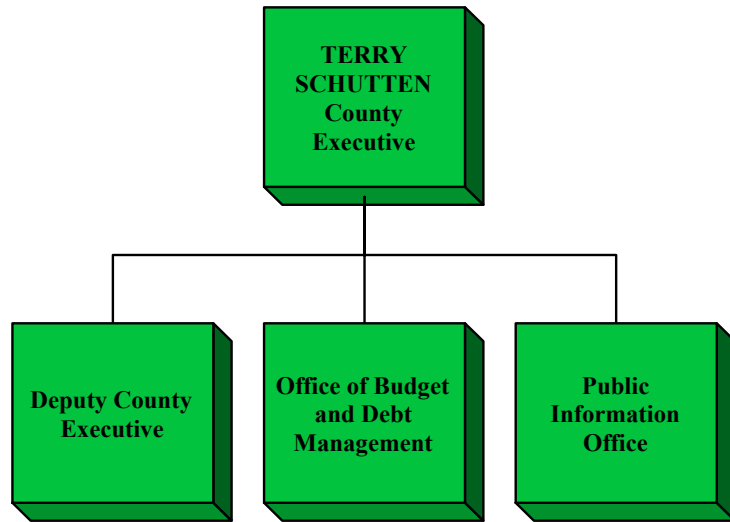 TERRY
SCHUTTEN
County
Executive
Deputy County
Executive
Office of Budget
and Debt
Management
Public
Information
Office